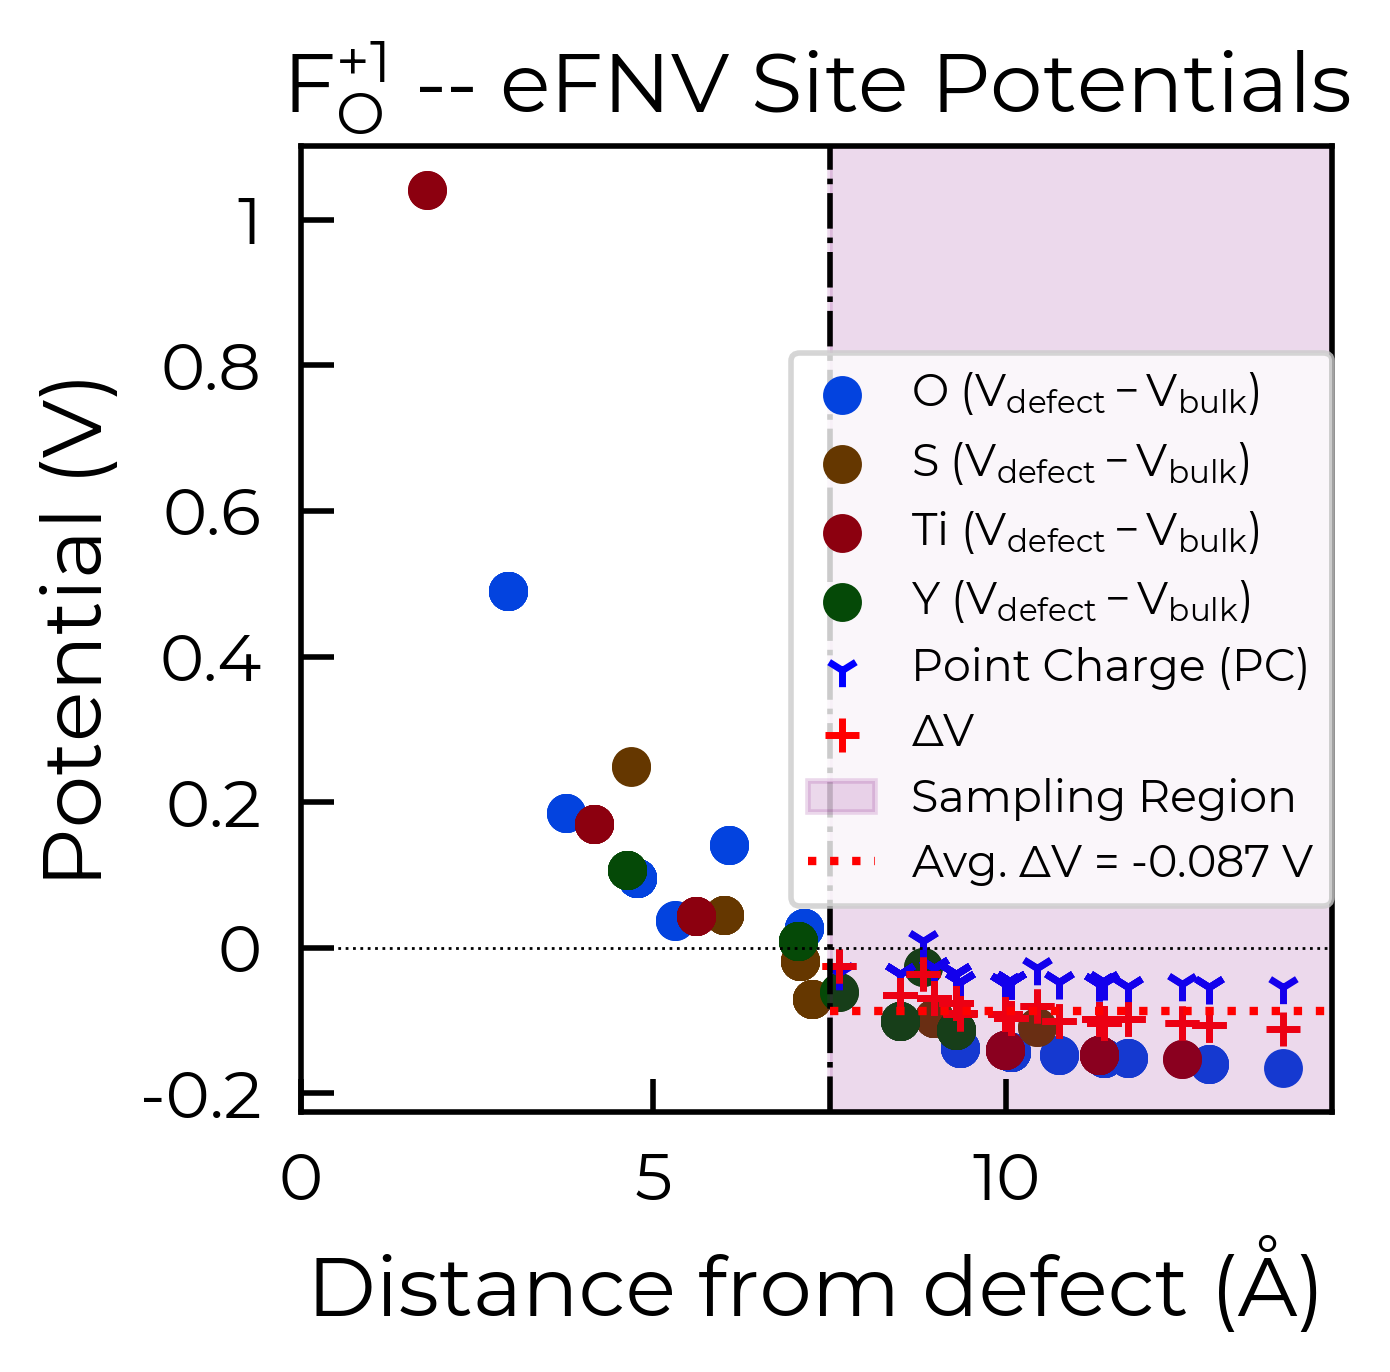 F_O^+1 -- eFNV Site Potentials
Potential (V)
1
0.8
0.6
0.4
0.2
0
-0.2
O (V_defect – V_bulk)
S (V_defect – V_bulk)
Ti (V_defect – V_bulk)
Y (V_defect – V_bulk)
Point Charge (PC)
ΔV
Sampling Region
Avg. ΔV = -0.087 V
0 5 10
Distance from defect (Å)